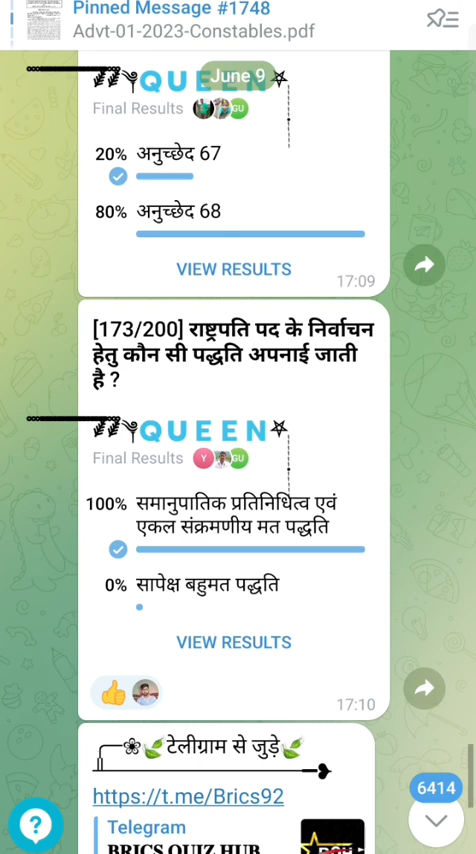 Pinned Message #1748
Advt-01-2023-Constables.pdf
June 9
QUEEN
Final Results GU
20% अनुच्छेद 67
80% अनुच्छेद 68
VIEW RESULTS
17:09
[173/200] राष्ट्रपति पद के निर्वाचन
हेतु कौन सी पद्धति अपनाई जाती
है ?
QUEEN
Final Results Y GU
100% समानुपातिक प्रतिनिधित्व एवं
एकल संक्रमणीय मत पद्धति
0% सापेक्ष बहुमत पद्धति
VIEW RESULTS
17:10
टेलीग्राम से जुड़े
https://t.me/Brics92
6414
Telegram
BRICS QUIZ HUB